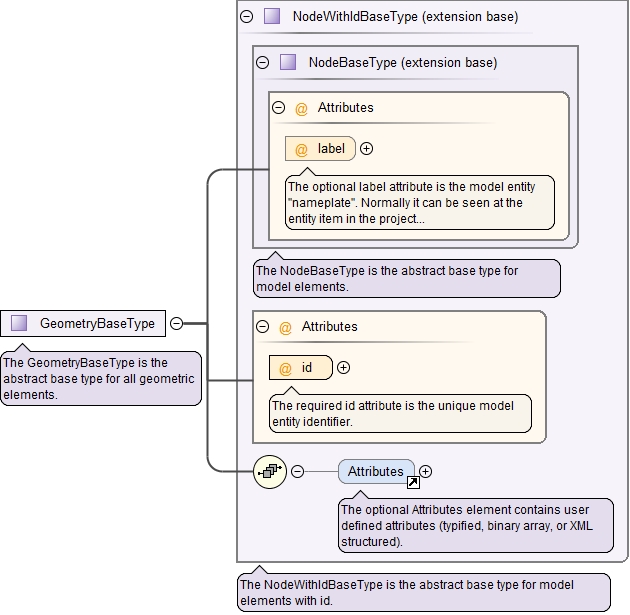 NodeWithIdBaseType (extension base)
NodeBaseType (extension base)
@ Attributes
@ label
The optional label attribute is the model entity
"nameplate". Normally it can be seen at the
entity item in the project...
The NodeBaseType is the abstract base type for
model elements.
GeometryBaseType
The GeometryBaseType is the
abstract base type for all geometric
elements.
@ Attributes
@ id
The required id attribute is the unique model
entity identifier.
Attributes
The optional Attributes element contains user
defined attributes (typified, binary array, or XML
structured).
The NodeWithIdBaseType is the abstract base type for model
elements with id.